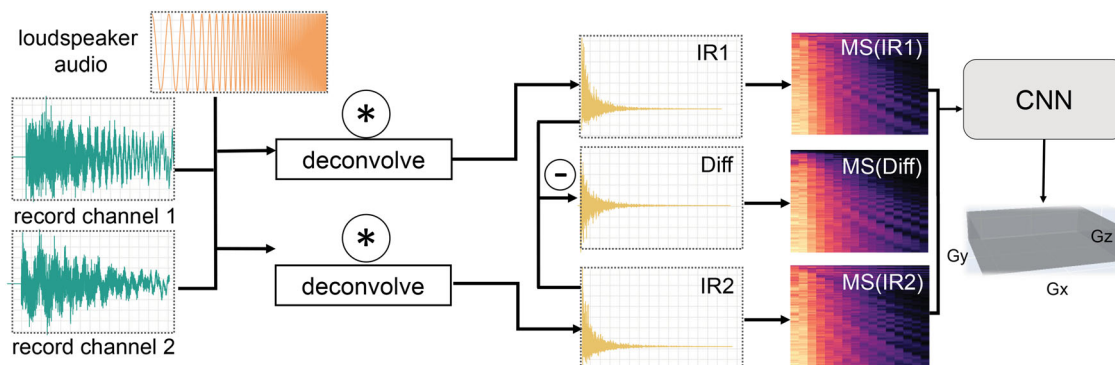 loudspeaker
audio
record channel 1
record channel 2
*
deconvolve
*
deconvolve
IR1
Diff
-
IR2
MS(IR1)
MS(Diff)
MS(IR2)
CNN
Gz
Gy
Gx